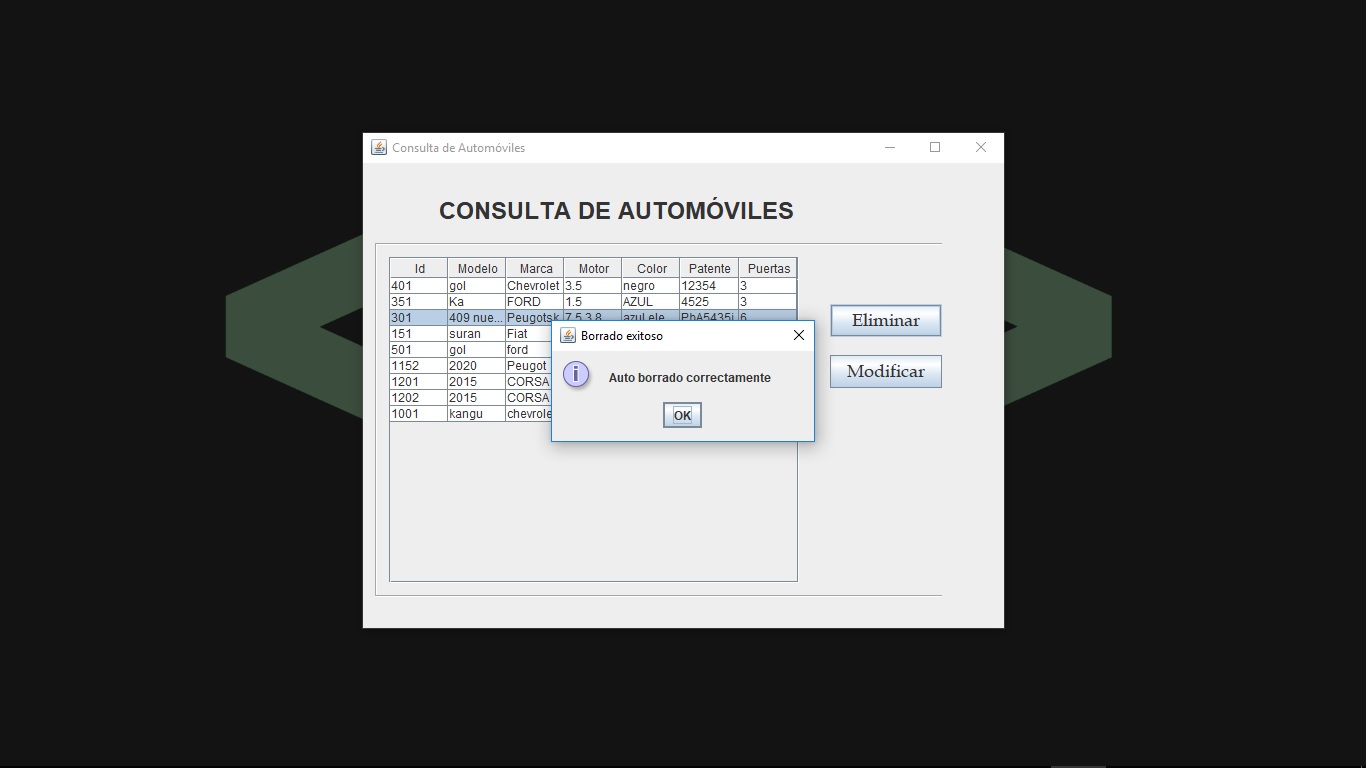 Consulta de Automóviles
CONSULTA DE AUTOMÓVILES
Id Modelo Marca Motor Color Patente Puertas
401 gol Chevrolet 3.5 negro 12354 3
351 Ka FORD 1.5 AZUL 4525 3
301 409 nue... Peugotsk 7.5.3.8 azul ele 6
151 suran Fiat
501 gol ford
1152 2020 Peugot
1201 2015 CORSA
1202 2015 CORSA
1001 kangu chevrole
Borrado exitoso
Auto borrado correctamente
OK
Eliminar
Modificar